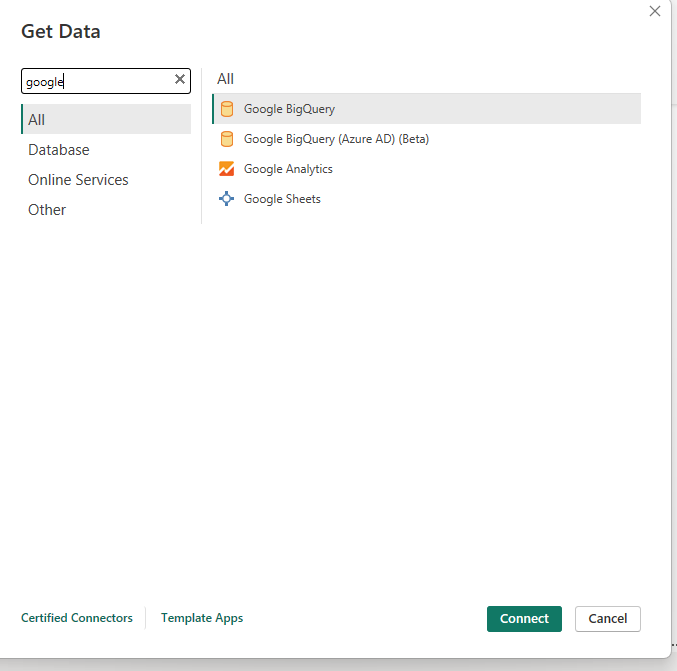 Get Data
google
All
Database
Online Services
Other
All
Google BigQuery
Google BigQuery (Azure AD) (Beta)
Google Analytics
Google Sheets
Certified Connectors
Template Apps
Connect
Cancel